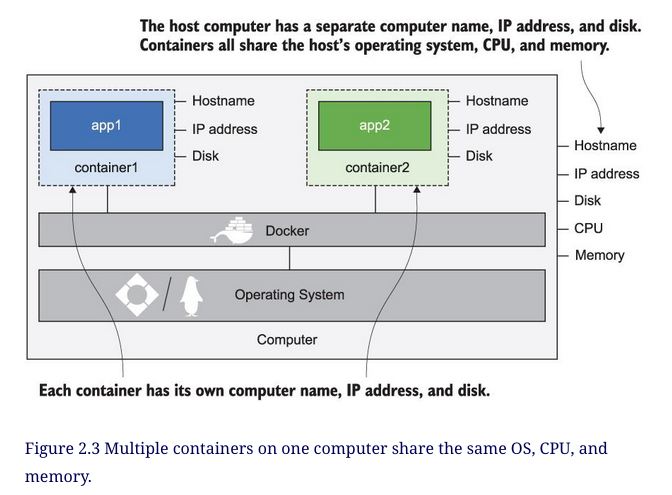 The host computer has a separate computer name, IP address, and disk.
Containers all share the host's operating system, CPU, and memory.
app1
container1
Hostname
IP address
Disk
app2
container2
Hostname
IP address
Disk
Hostname
IP address
Disk
CPU
Memory
Docker
Operating System
Computer
Each container has its own computer name, IP address, and disk.
Figure 2.3 Multiple containers on one computer share the same OS, CPU, and
memory.